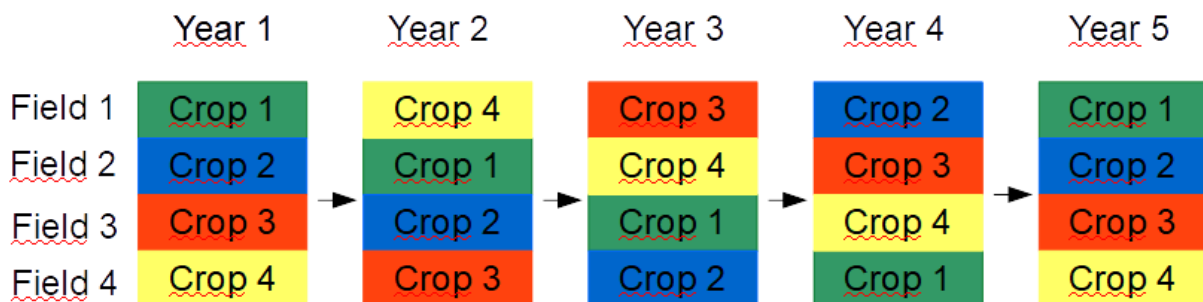 Year 1 Year 2 Year 3 Year 4 Year 5
Field 1 Crop 1 Crop 4 Crop 3 Crop 2 Crop 1
Field 2 Crop 2 Crop 1 Crop 4 Crop 3 Crop 2
Field 3 Crop 3 Crop 2 Crop 1 Crop 4 Crop 3
Field 4 Crop 4 Crop 3 Crop 2 Crop 1 Crop 4